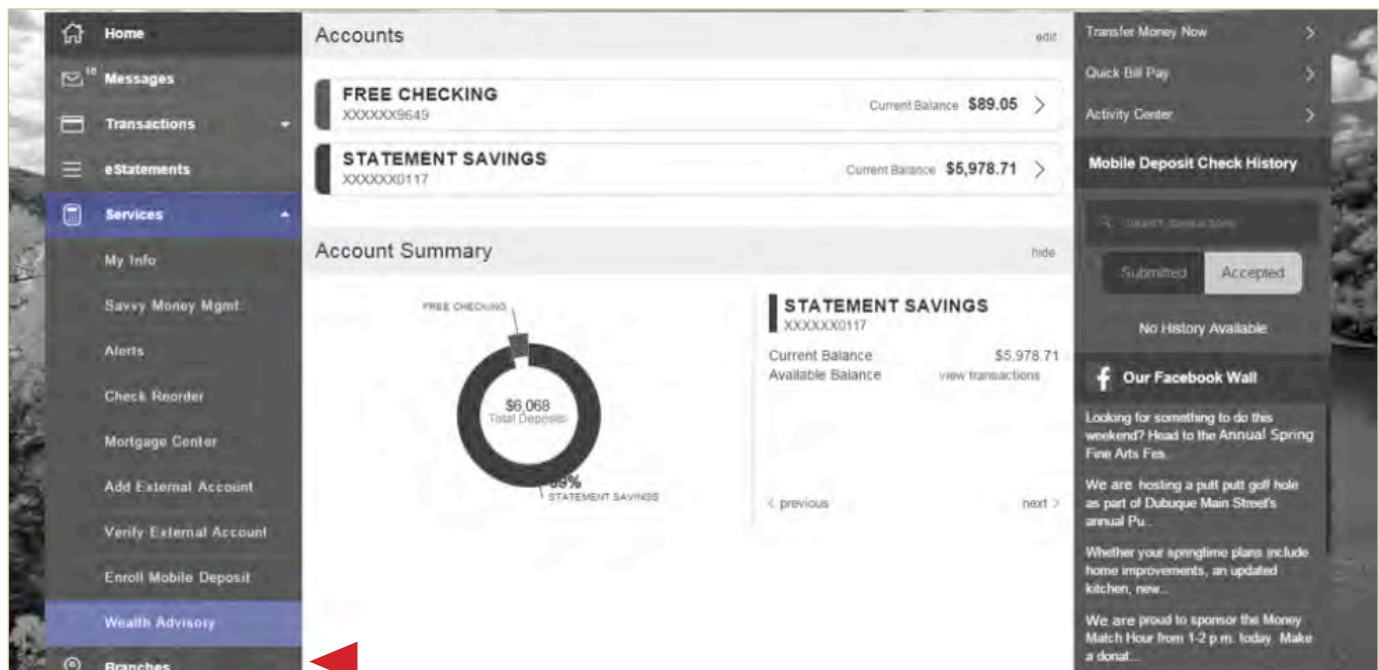 Home
16
Messages
Transactions
eStatements
Services
My Info
Savvy Money Mgmt.
Alerts
Check Reorder
Mortgage Center
Add External Account
Verify External Account
Enroll Mobile Deposit
Wealth Advisory
Branches
Accounts
edit
FREE CHECKING
XXXXXX9649
Current Balance $89.05 >
STATEMENT SAVINGS
XXXXXX0117
Current Balance $5,978.71 >
Account Summary
hide
FREE CHECKING
$6,068
Total Deposits
99%
STATEMENT SAVINGS
STATEMENT SAVINGS
XXXXXX0117
Current Balance $5,978.71
Available Balance view transactions
< previous next >
Transfer Money Now >
Quick Bill Pay >
Activity Center >
Mobile Deposit Check History
Search transactions
Submitted Accepted
No History Available
f Our Facebook Wall
Looking for something to do this
weekend? Head to the Annual Spring
Fine Arts Fes...
We are hosting a putt putt golf hole
as part of Dubuque Main Street's
annual Pu...
Whether your springtime plans include
home improvements, an updated
kitchen, new...
We are proud to sponsor the Money
Match Hour from 1-2 p.m. today. Make
a donat...